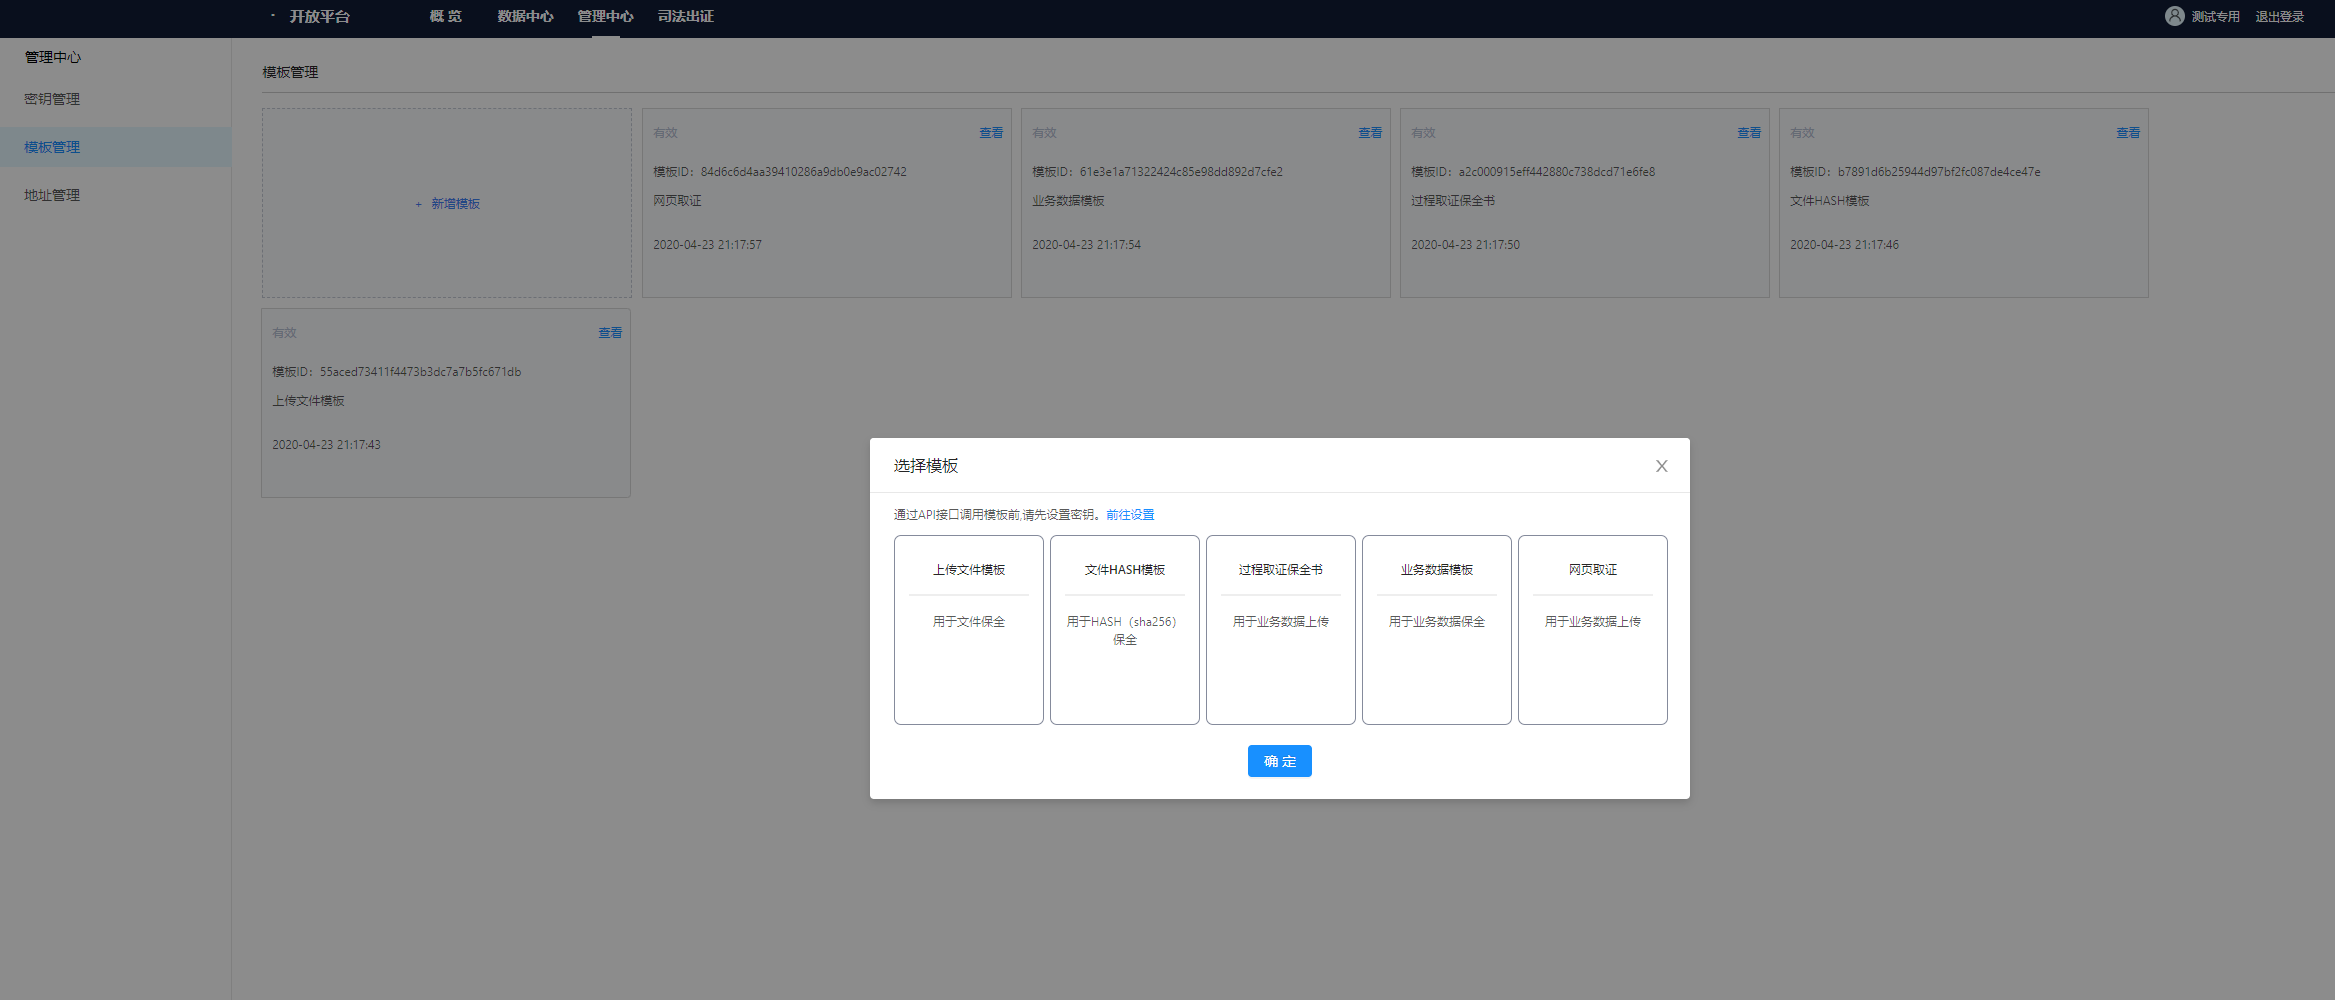 开放平台
概 览
数据中心
管理中心
司法出证
测试专用
退出登录
管理中心
密钥管理
模板管理
地址管理
模板管理
+ 新增模板
有效
查看
模板ID：84d6c6d4aa39410286a9db0e9ac02742
网页取证
2020-04-23 21:17:57
有效
查看
模板ID：61e3e1a71322424c85e98dd892d7cfe2
业务数据模板
2020-04-23 21:17:54
有效
查看
模板ID：a2c000915eff442880c738dcd71e6fe8
过程取证保全书
2020-04-23 21:17:50
有效
查看
模板ID：b7891d6b25944d97bf2fc087de4ce47e
文件HASH模板
2020-04-23 21:17:46
有效
查看
模板ID：55aced73411f4473b3dc7a7b5fc671db
上传文件模板
2020-04-23 21:17:43
选择模板
通过API接口调用模板前,请先设置密钥。前往设置
上传文件模板
用于文件保全
文件HASH模板
用于HASH（sha256）
保全
过程取证保全书
用于业务数据上传
业务数据模板
用于业务数据保全
网页取证
用于业务数据上传
确 定